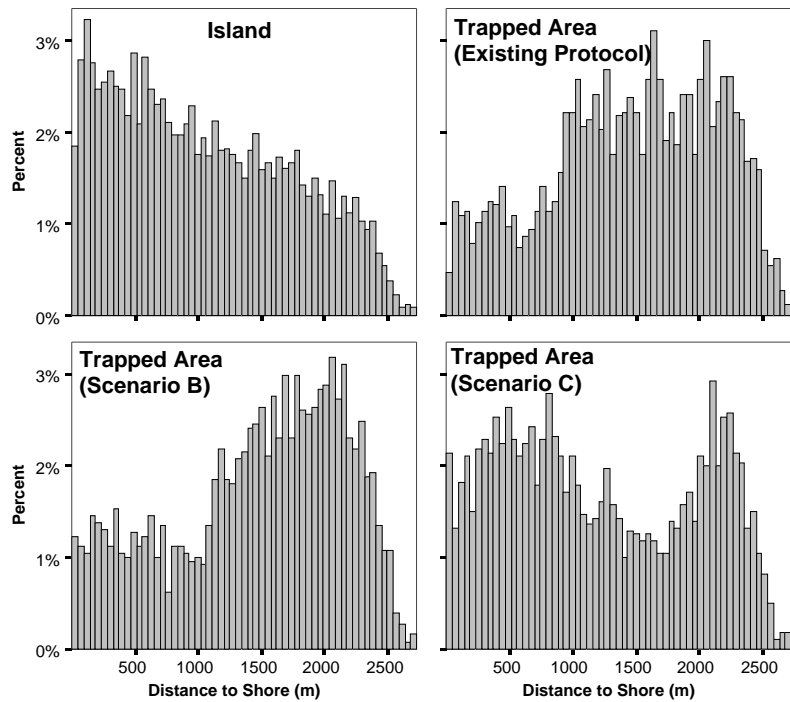 Island
3%
2%
1%
0%
Percent
Trapped Area
(Existing Protocol)
Trapped Area
(Scenario B)
3%
2%
1%
0%
Percent
500 1000 1500 2000 2500
Distance to Shore (m)
Trapped Area
(Scenario C)
500 1000 1500 2000 2500
Distance to Shore (m)